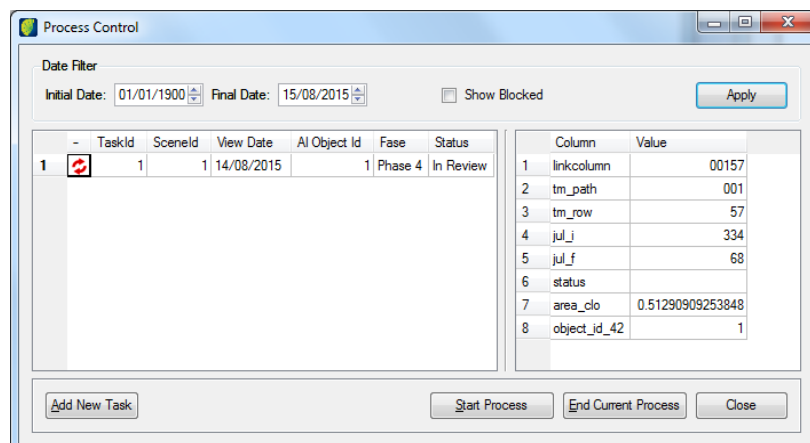 Process Control
Date Filter
Initial Date: 01/01/1900 Final Date: 15/08/2015 Show Blocked Apply
- TaskId SceneId View Date AI Object Id Fase Status
1 1 1 14/08/2015 1 Phase 4 In Review
Column Value
1 linkcolumn 00157
2 tm_path 001
3 tm_row 57
4 jul_i 334
5 jul_f 68
6 status
7 area_clo 0.51290909253848
8 object_id_42 1
Add New Task Start Process End Current Process Close